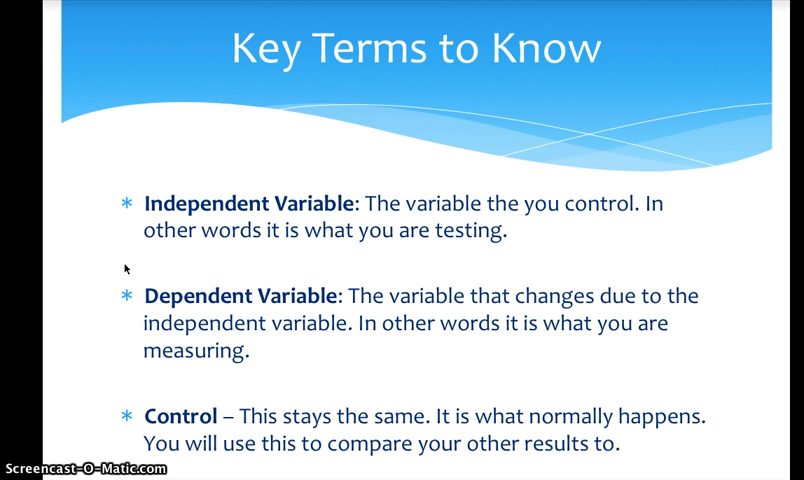 Key Terms to Know
* Independent Variable: The variable the you control. In
other words it is what you are testing.
* Dependent Variable: The variable that changes due to the
independent variable. In other words it is what you are
measuring.
* Control – This stays the same. It is what normally happens.
You will use this to compare your other results to.
Screencast-O-Matic.com